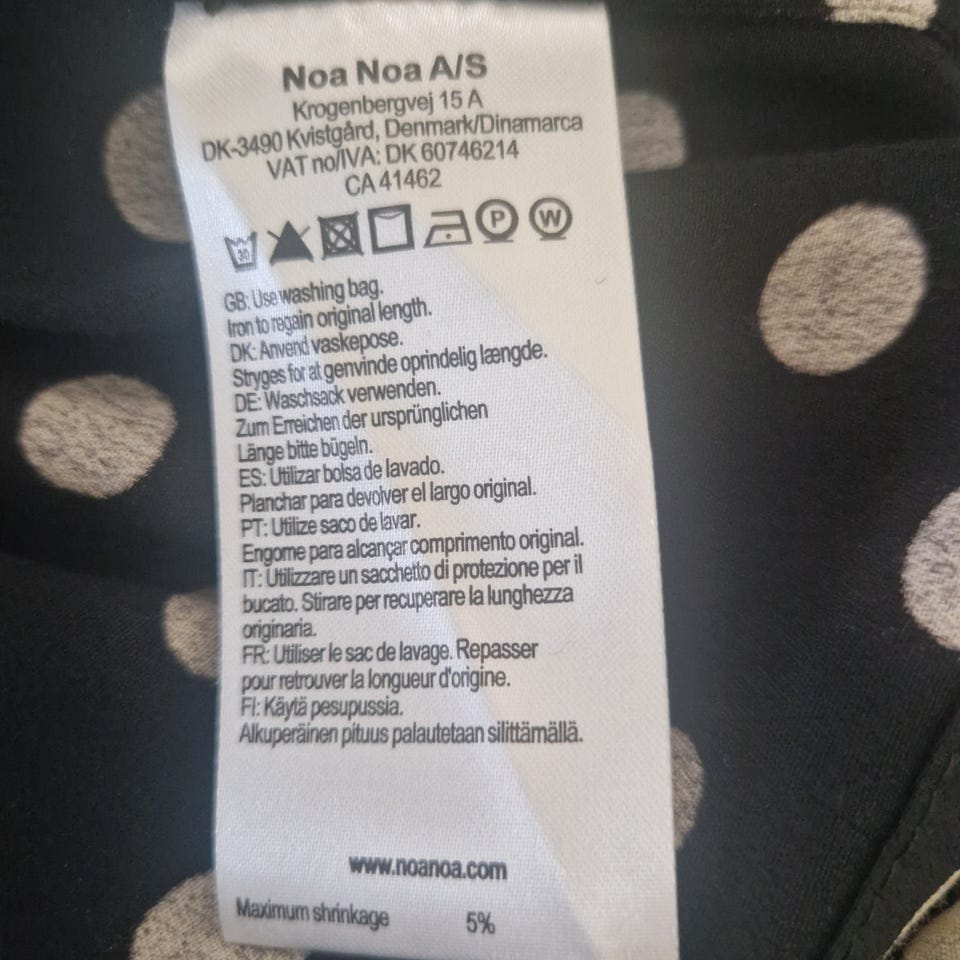 Noa Noa A/S
Krogenbergvej 15 A
DK-3490 Kvistgård, Denmark/Dinamarca
VAT no/IVA: DK 60746214
CA 41462
30 P W
GB: Use washing bag.
Iron to regain original length.
DK: Anvend vaskepose.
Stryges for at genvinde oprindelig længde.
DE: Waschsack verwenden.
Zum Erreichen der ursprünglichen
Länge bitte bügeln.
ES: Utilizar bolsa de lavado.
Planchar para devolver el largo original.
PT: Utilize saco de lavar.
Engome para alcançar comprimento original.
IT: Utilizzare un sacchetto di protezione per il
bucato. Stirare per recuperare la lunghezza
originaria.
FR: Utiliser le sac de lavage. Repasser
pour retrouver la longueur d'origine.
FI: Käytä pesupussia.
Alkuperäinen pituus palautetaan silittämällä.
www.noanoa.com
Maximum shrinkage 5%